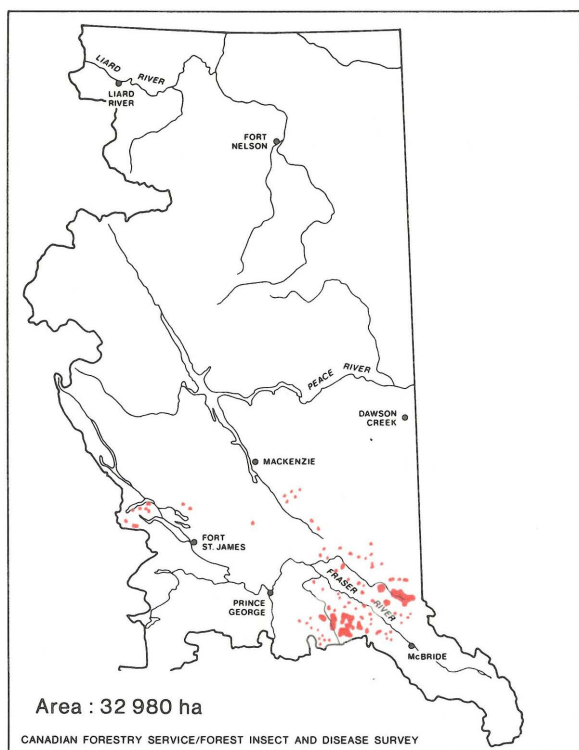 LIARD RIVER
LIARD
RIVER
FORT
NELSON
PEACE RIVER
DAWSON
CREEK
MACKENZIE
FORT
ST. JAMES
FRASER RIVER
PRINCE
GEORGE
McBRIDE
Area : 32 980 ha
CANADIAN FORESTRY SERVICE/FOREST INSECT AND DISEASE SURVEY